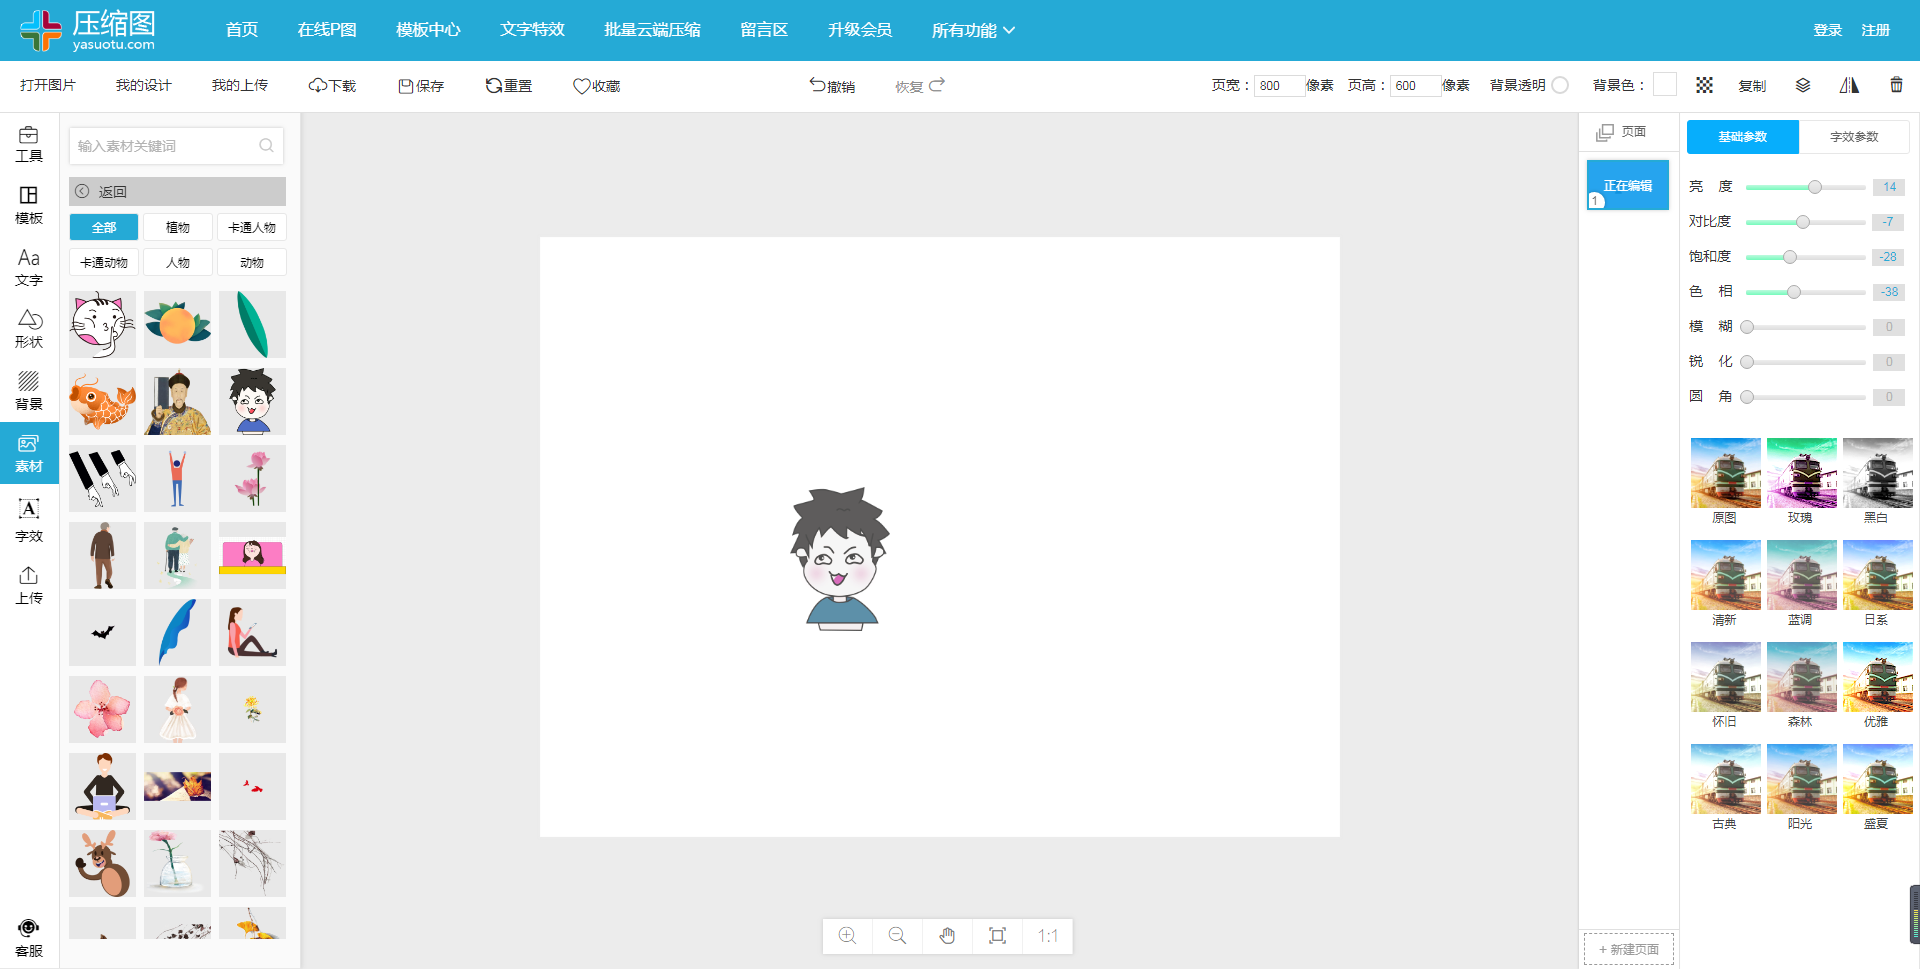 压缩图
yasuotu.com
首页 在线P图 模板中心 文字特效 批量云端压缩 留言区 升级会员 所有功能
登录 注册
打开图片 我的设计 我的上传 下载 保存 重置 收藏 撤销 恢复
页宽： 800 像素 页高： 600 像素 背景透明 背景色： 复制
工具
模板
Aa
文字
形状
背景
素材
A
字效
上传
客服
输入素材关键词
返回
全部 植物 卡通人物
卡通动物 人物 动物
1:1
页面
正在编辑
1
+ 新建页面
基础参数 字效参数
亮 度 14
对比度 -7
饱和度 -28
色 相 -38
模 糊 0
锐 化 0
圆 角 0
原图 玫瑰 黑白
清新 蓝调 日系
怀旧 森林 优雅
古典 阳光 盛夏